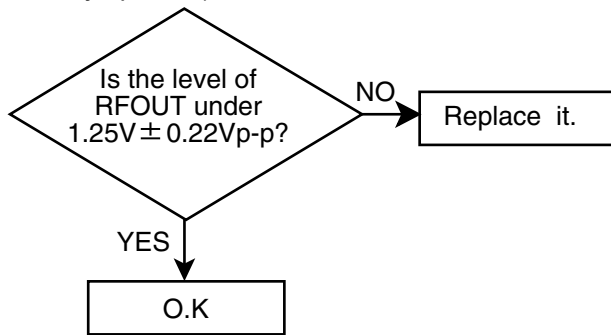 Is the level of
RFOUT under
1.25V ± 0.22Vp-p?
NO
Replace it.
YES
O.K